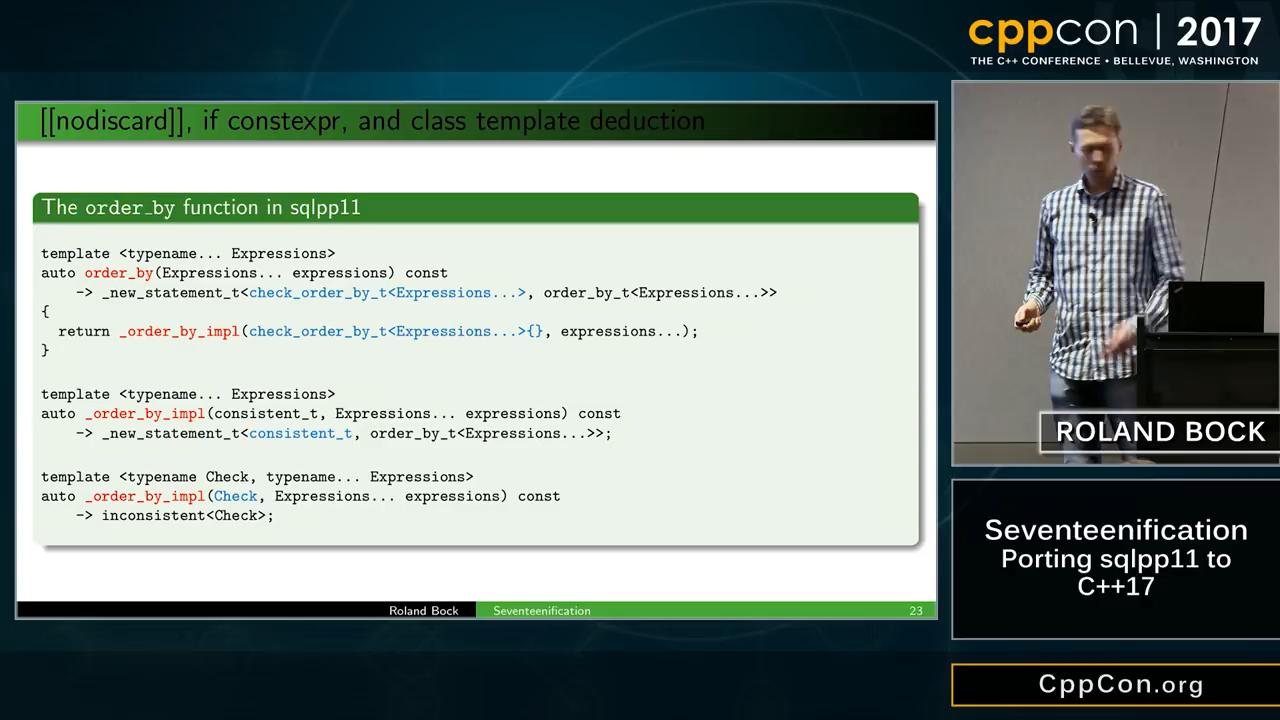 cppcon | 2017
THE C++ CONFERENCE • BELLEVUE, WASHINGTON
[[nodiscard]], if constexpr, and class template deduction
The order_by function in sqlpp11
template <typename... Expressions>
auto order_by(Expressions... expressions) const
-> _new_statement_t<check_order_by_t<Expressions...>, order_by_t<Expressions...>>
{
return _order_by_impl(check_order_by_t<Expressions...>{}, expressions...);
}
template <typename... Expressions>
auto _order_by_impl(consistent_t, Expressions... expressions) const
-> _new_statement_t<consistent_t, order_by_t<Expressions...>>;
template <typename Check, typename... Expressions>
auto _order_by_impl(Check, Expressions... expressions) const
-> inconsistent<Check>;
Roland Bock Seventeenification 23
ROLAND BOCK
Seventeenification
Porting sqlpp11 to
C++17
CppCon.org